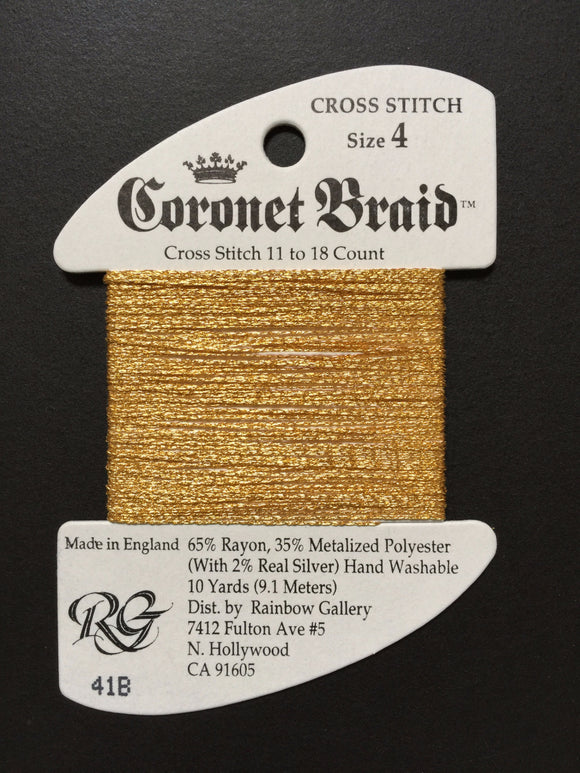 CROSS STITCH
Size 4
Coronet Braid™
Cross Stitch 11 to 18 Count
Made in England
65% Rayon, 35% Metalized Polyester
(With 2% Real Silver) Hand Washable
10 Yards (9.1 Meters)
Dist. by Rainbow Gallery
7412 Fulton Ave #5
N. Hollywood
CA 91605
RG
41B